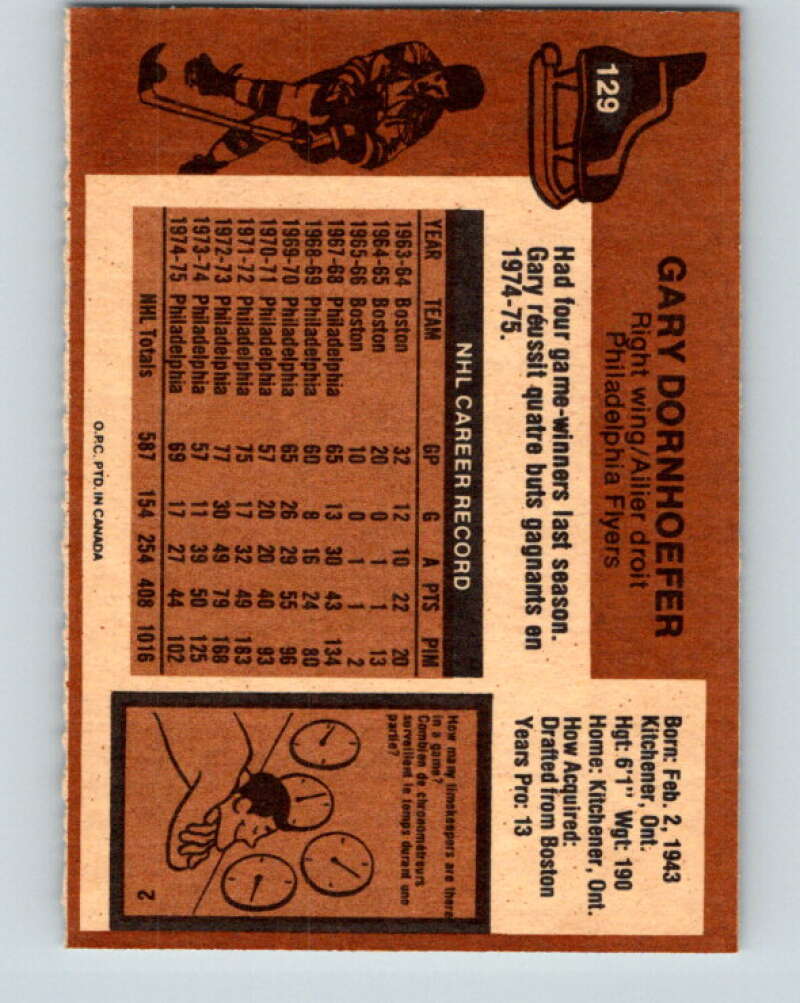 129
GARY DORNHOEFER
Right wing/Ailier droit
Philadelphia Flyers
Born: Feb. 2, 1943
Kitchener, Ont.
Hgt: 6'1" Wgt: 190
Home: Kitchener, Ont.
How Acquired:
Drafted from Boston
Years Pro: 13
Had four game-winners last season.
Gary réussit quatre buts gagnants en
1974-75.
NHL CAREER RECORD
YEAR TEAM GP G A PTS PIM
1963-64 Boston 32 12 10 22 20
1964-65 Boston 20 0 1 1 13
1965-66 Boston 10 0 1 1 2
1967-68 Philadelphia 65 13 30 43 134
1968-69 Philadelphia 60 8 16 24 80
1969-70 Philadelphia 65 26 29 55 96
1970-71 Philadelphia 57 20 20 40 93
1971-72 Philadelphia 75 17 32 49 183
1972-73 Philadelphia 77 30 49 79 168
1973-74 Philadelphia 57 11 39 50 125
1974-75 Philadelphia 69 17 27 44 102
NHL Totals 587 154 254 408 1016
How many timekeepers are there
in a game?
Combien de chronométreurs
surveillent le temps durant une
partie?
2
O.P.C. PTD. IN CANADA